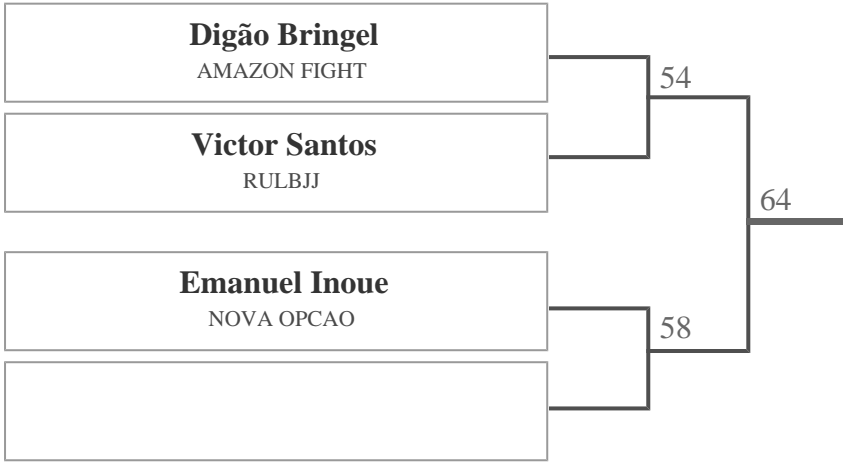 Digão Bringel
AMAZON FIGHT
54
Victor Santos
RULBJJ
64
Emanuel Inoue
NOVA OPCAO
58